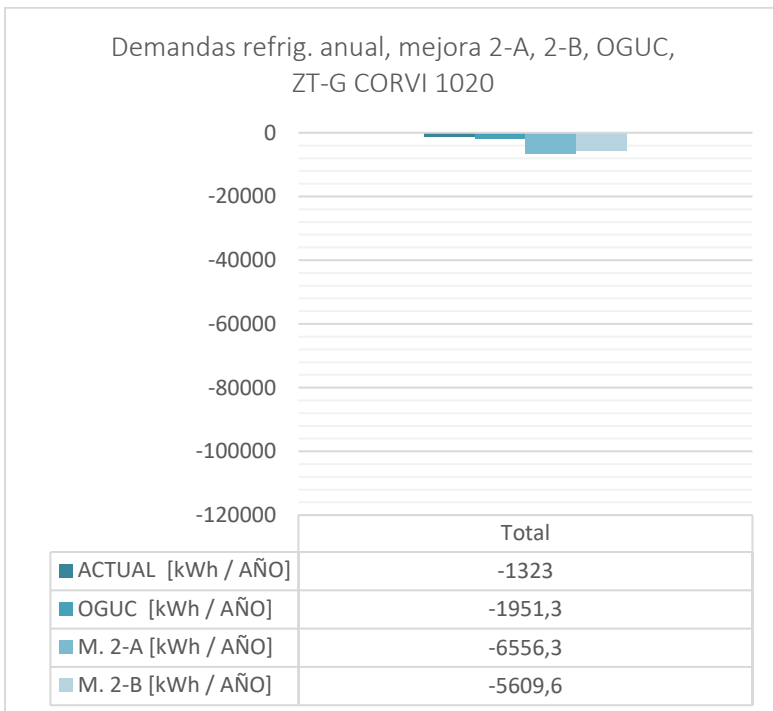 Demandas refrig. anual, mejora 2-A, 2-B, OGUC,
ZT-G CORVI 1020
0
-20000
-40000
-60000
-80000
-100000
-120000
Total
ACTUAL [kWh / AÑO] -1323
OGUC [kWh / AÑO] -1951,3
M. 2-A [kWh / AÑO] -6556,3
M. 2-B [kWh / AÑO] -5609,6